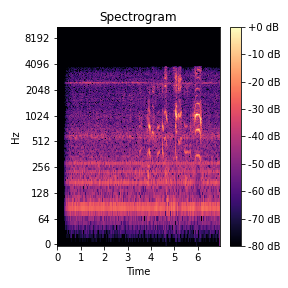 Spectrogram
8192
4096
2048
1024
512
256
128
64
0
Hz
0 1 2 3 4 5 6
Time
+0 dB
-10 dB
-20 dB
-30 dB
-40 dB
-50 dB
-60 dB
-70 dB
-80 dB